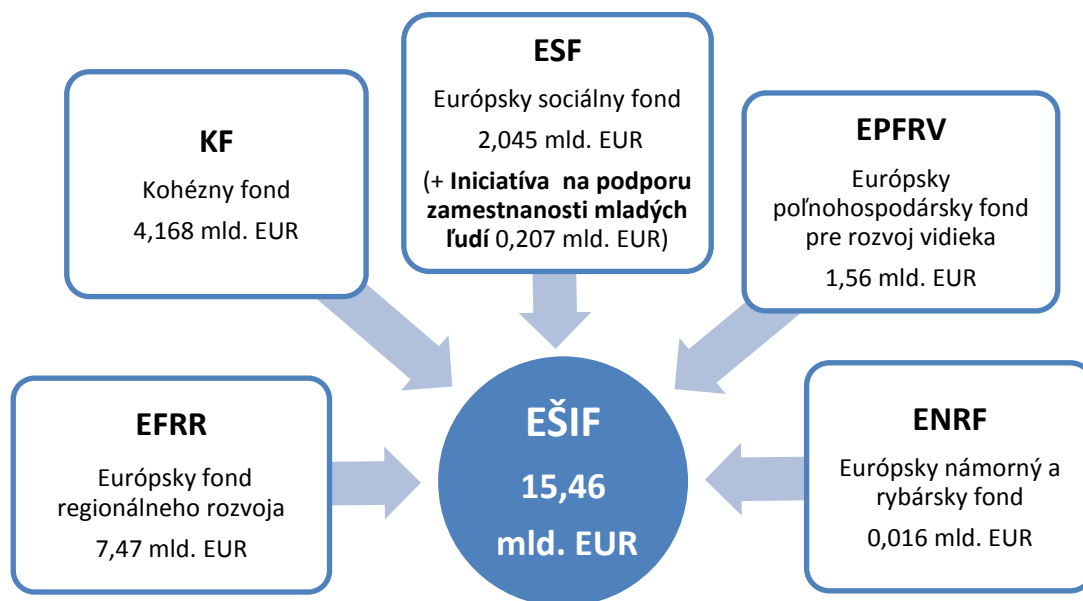 KF
Kohézny fond
4,168 mld. EUR
ESF
Európsky sociálny fond
2,045 mld. EUR
(+ Iniciatíva na podporu
zamestnanosti mladých
ľudí 0,207 mld. EUR)
EPFRV
Európsky
poľnohospodársky fond
pre rozvoj vidieka
1,56 mld. EUR
EFRR
Európsky fond
regionálneho rozvoja
7,47 mld. EUR
EŠIF
15,46
mld. EUR
ENRF
Európsky námorný a
rybársky fond
0,016 mld. EUR